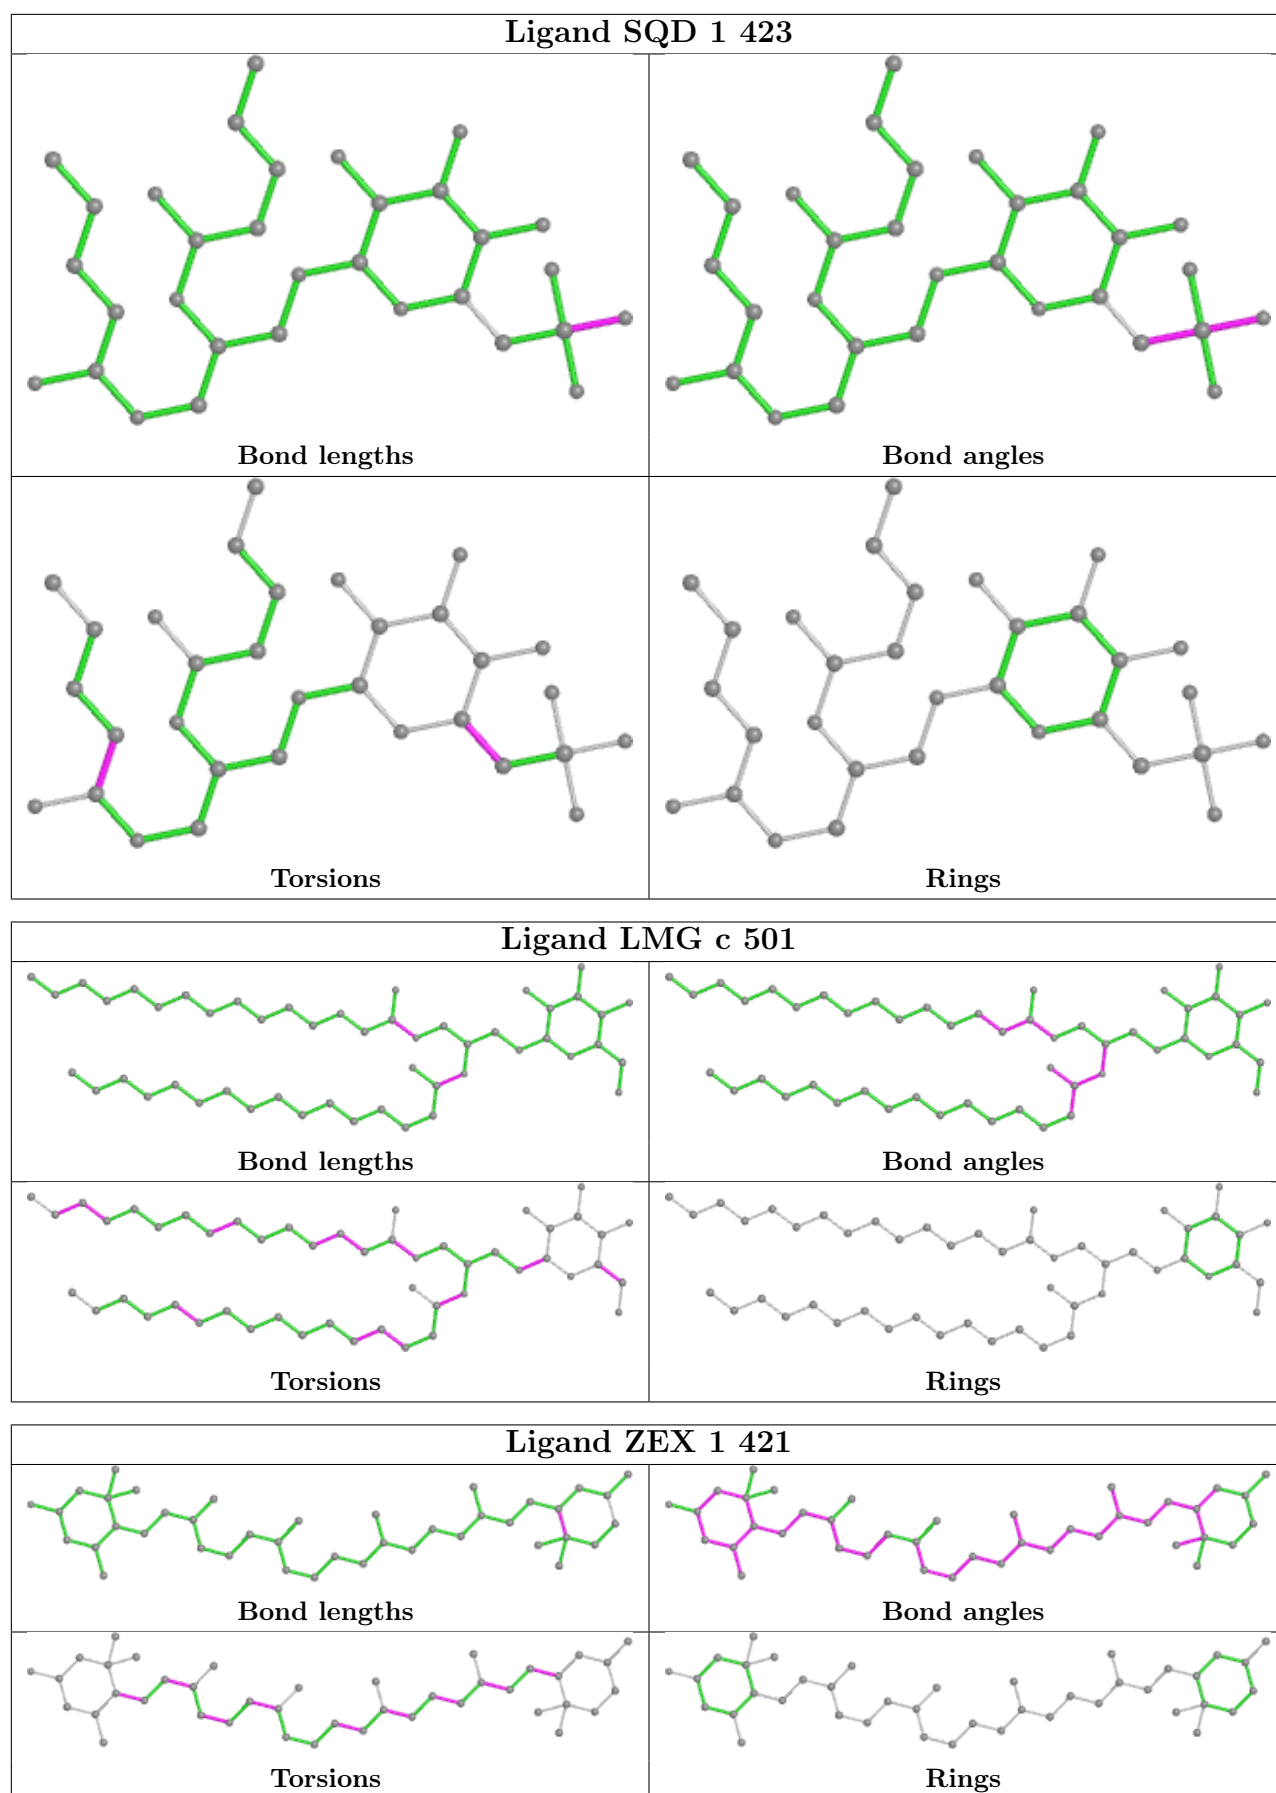 Ligand SQD 1 423
Bond lengths
Bond angles
Torsions
Rings
Ligand LMG c 501
Bond lengths
Bond angles
Torsions
Rings
Ligand ZEX 1 421
Bond lengths
Bond angles
Torsions
Rings